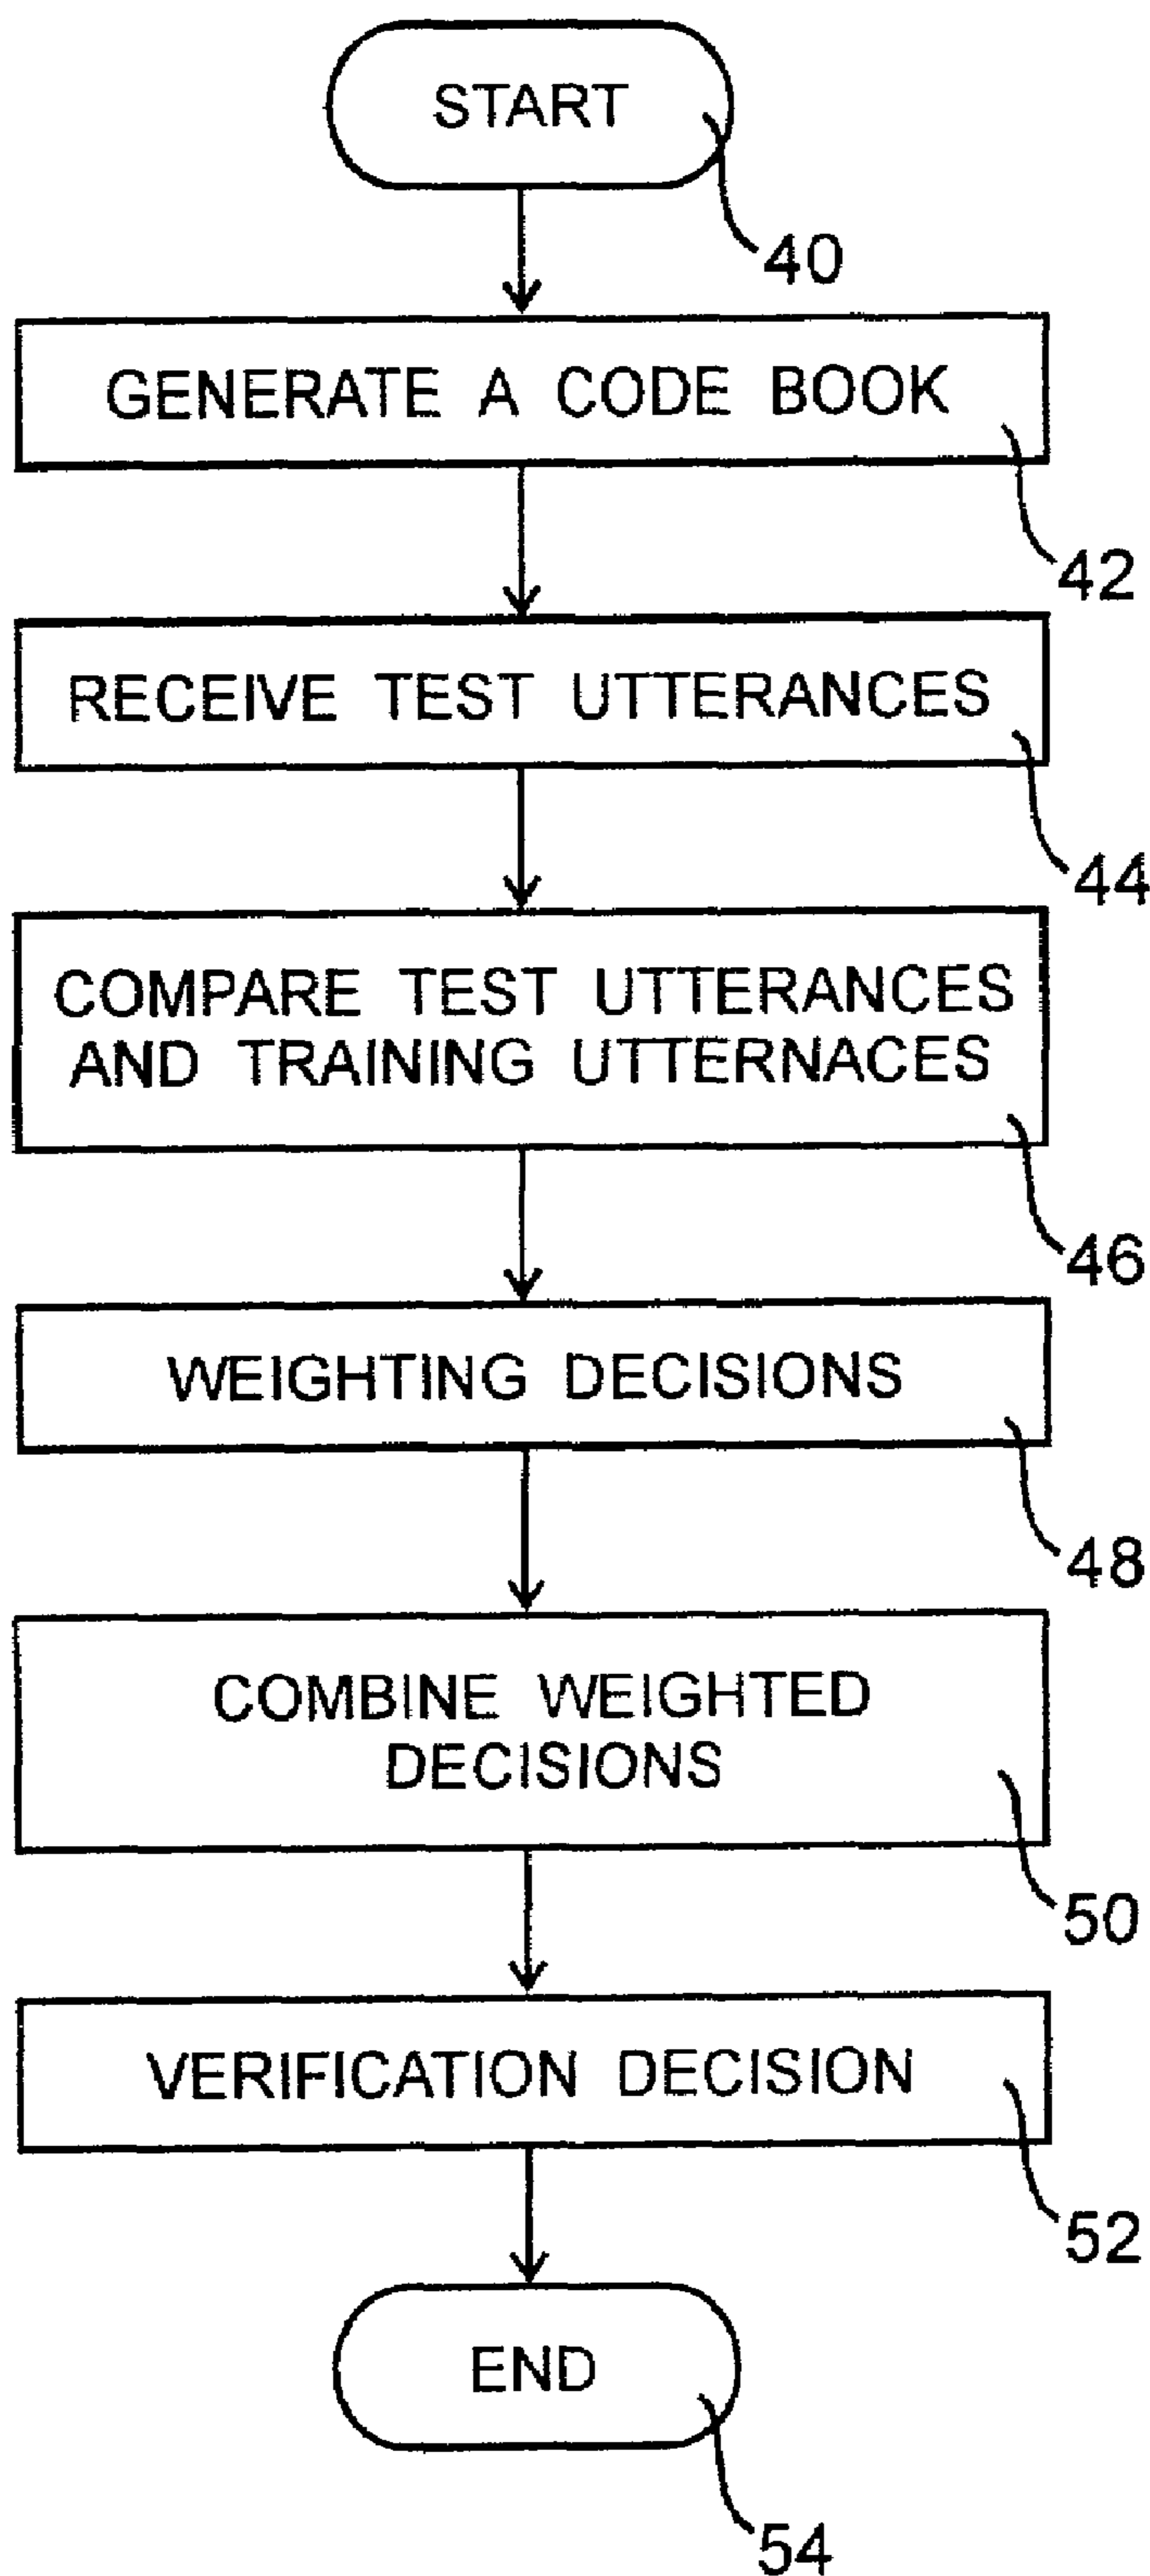 START
40
GENERATE A CODE BOOK
42
RECEIVE TEST UTTERANCES
44
COMPARE TEST UTTERANCES
AND TRAINING UTTERNACES
46
WEIGHTING DECISIONS
48
COMBINE WEIGHTED
DECISIONS
50
VERIFICATION DECISION
52
END
54